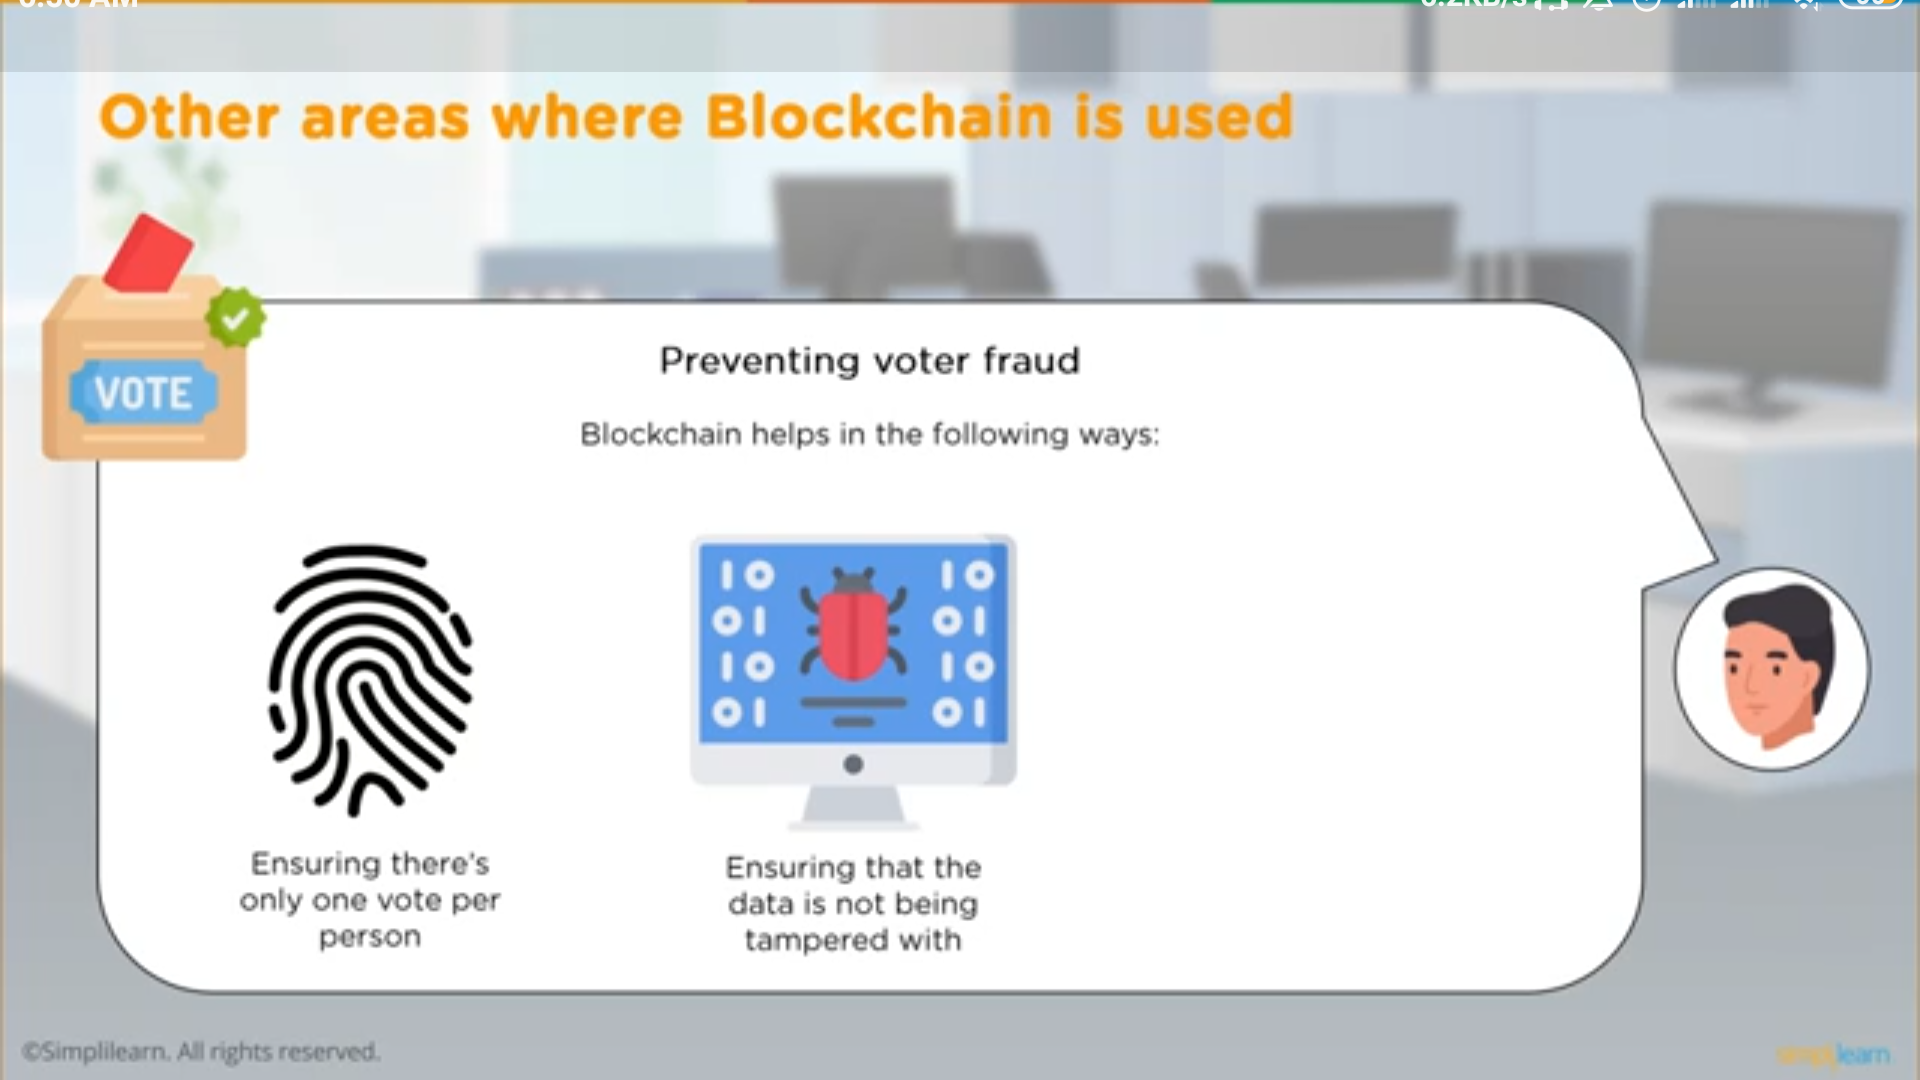 Other areas where Blockchain is used
VOTE
Preventing voter fraud
Blockchain helps in the following ways:
10 10
01 01
10 10
01 01
Ensuring there's
only one vote per
person
Ensuring that the
data is not being
tampered with
©Simplilearn. All rights reserved.
simplilearn